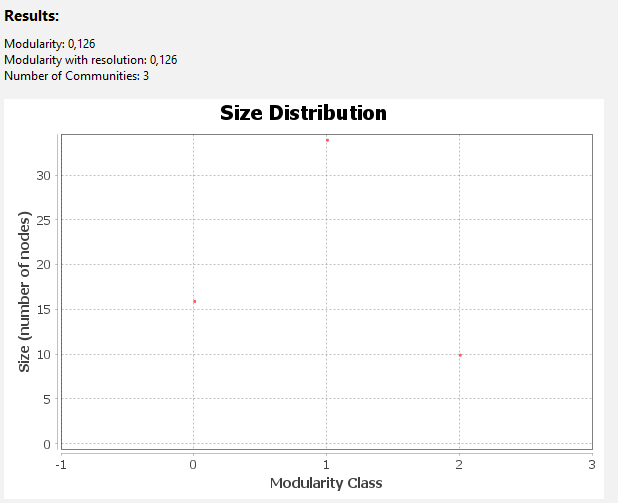 Results:
Modularity: 0,126
Modularity with resolution: 0,126
Number of Communities: 3
Size Distribution
Size (number of nodes)
30
25
20
15
10
5
0
-1 0 1 2 3
Modularity Class